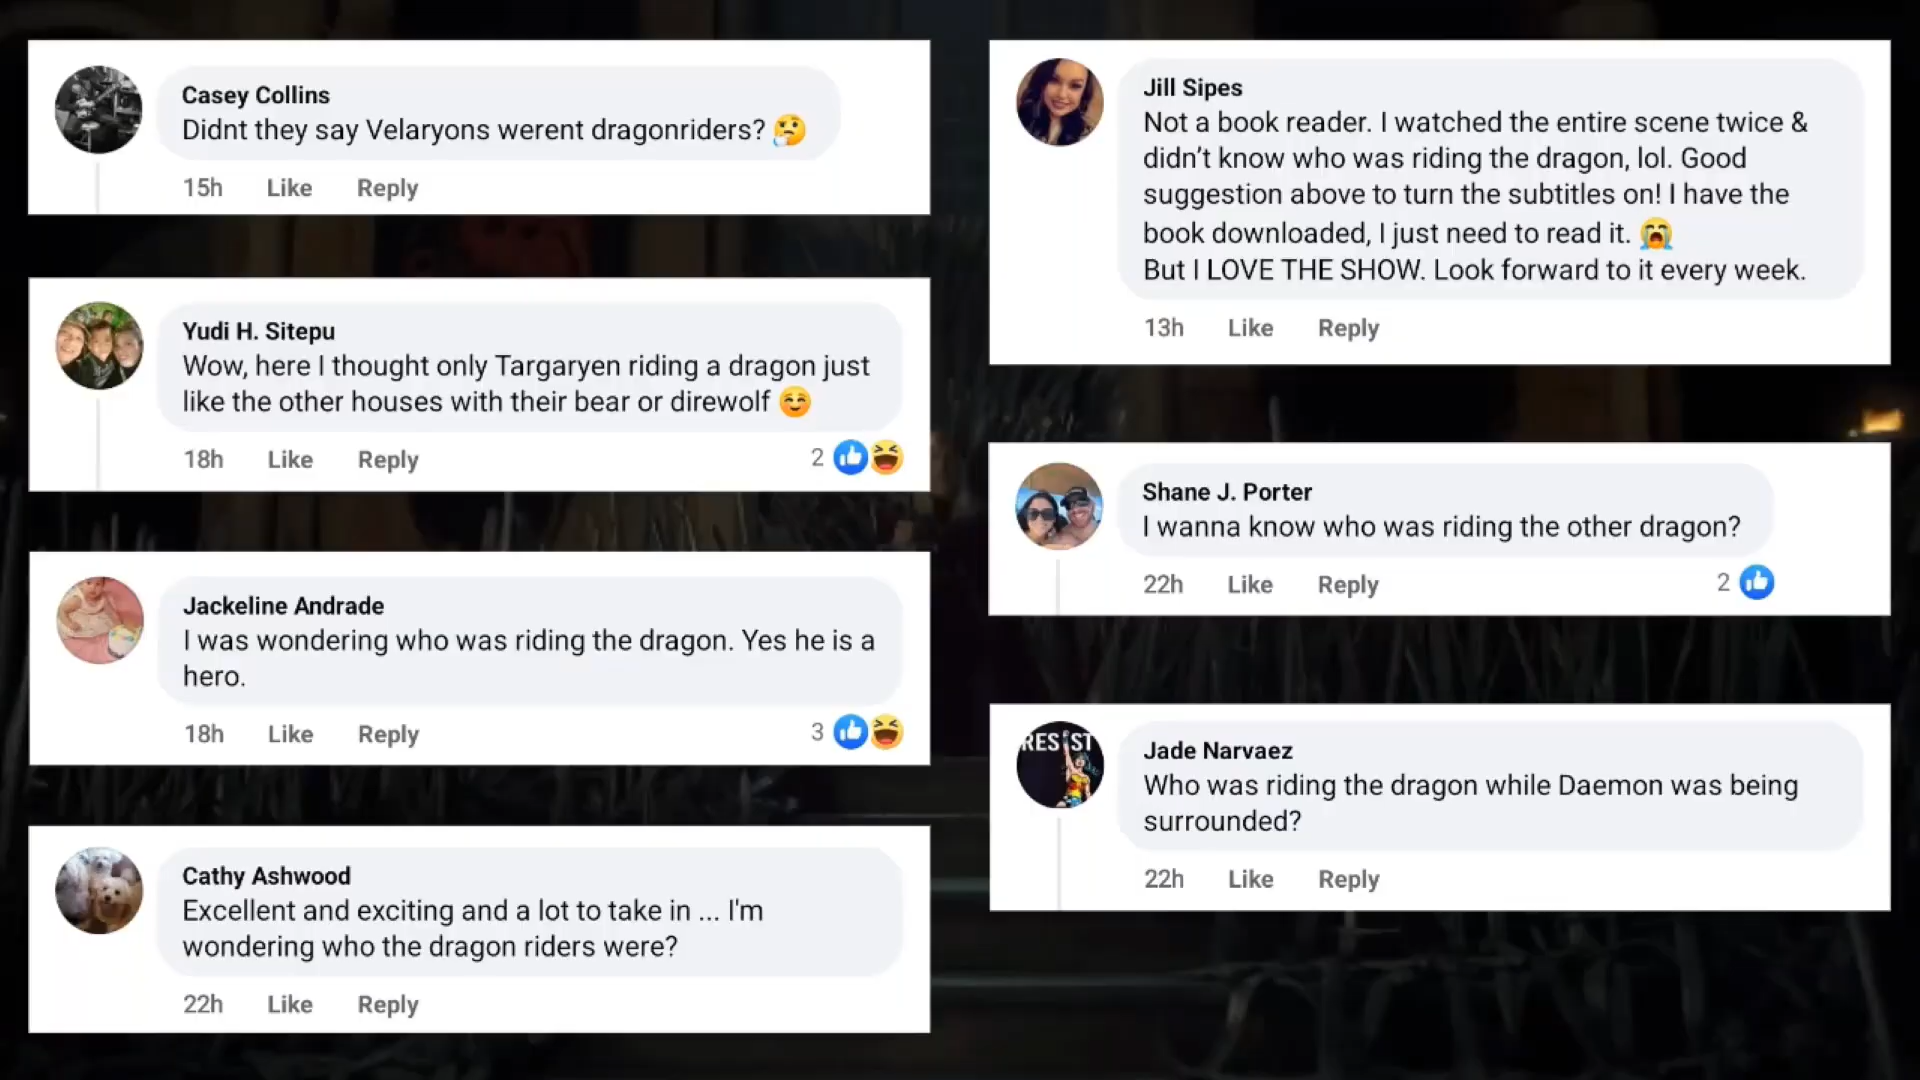 Casey Collins
Didnt they say Velaryons werent dragonriders? 🤔
15h Like Reply
Yudi H. Sitepu
Wow, here I thought only Targaryen riding a dragon just
like the other houses with their bear or direwolf ☺️
18h Like Reply 2
Jackeline Andrade
I was wondering who was riding the dragon. Yes he is a
hero.
18h Like Reply 3
Cathy Ashwood
Excellent and exciting and a lot to take in ... I'm
wondering who the dragon riders were?
22h Like Reply
Jill Sipes
Not a book reader. I watched the entire scene twice &
didn’t know who was riding the dragon, lol. Good
suggestion above to turn the subtitles on! I have the
book downloaded, I just need to read it. 😭
But I LOVE THE SHOW. Look forward to it every week.
13h Like Reply
Shane J. Porter
I wanna know who was riding the other dragon?
22h Like Reply 2
RESIST
Jade Narvaez
Who was riding the dragon while Daemon was being
surrounded?
22h Like Reply